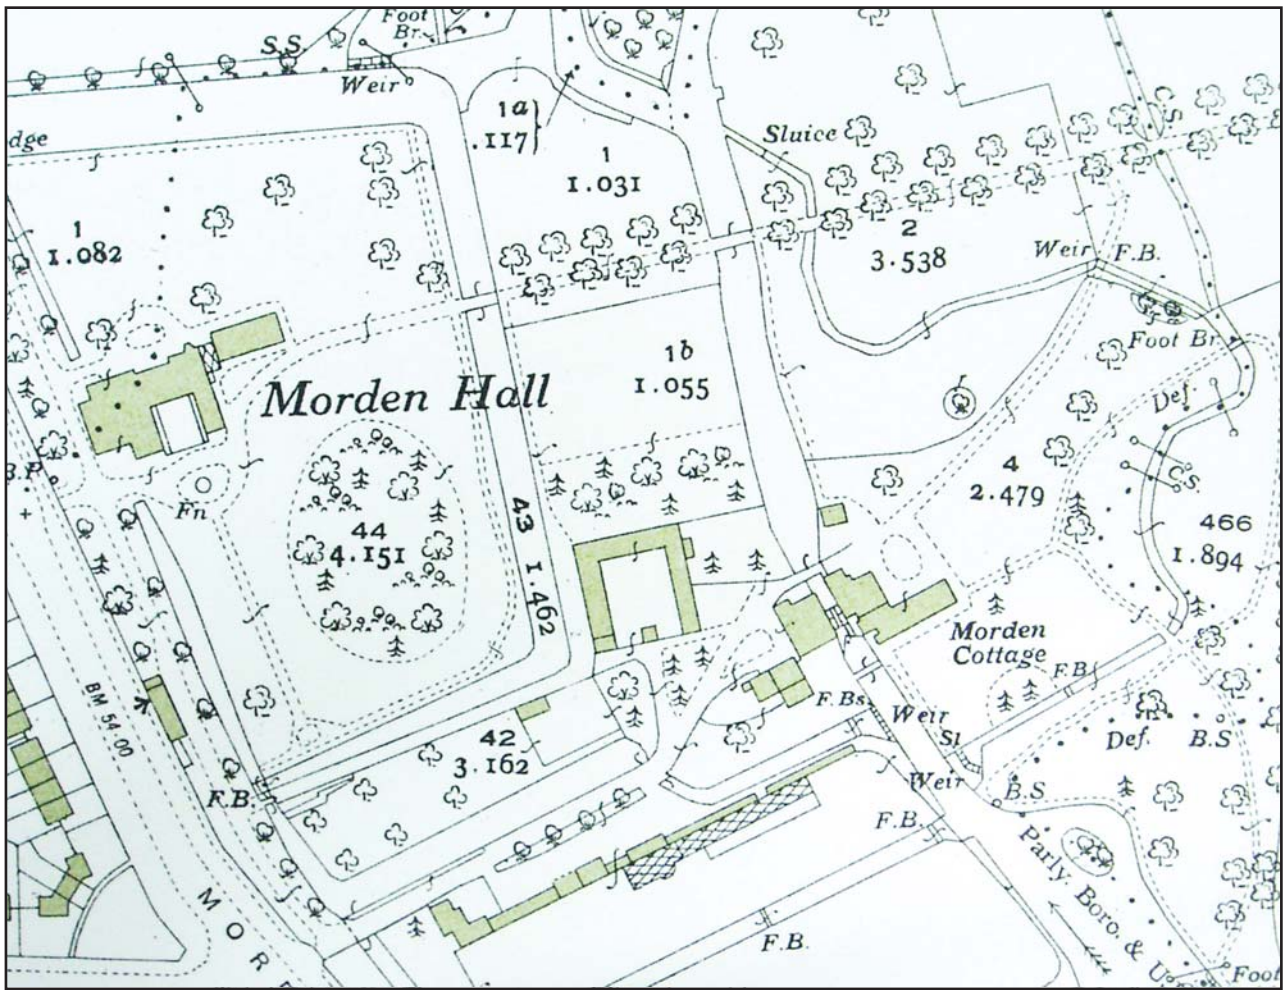 Foot
Br.
S.S.
Weir
1a
.117
Sluice
C.S.
dge
1
1.031
1
1.082
2
3.538
Weir
F.B.
Foot Br.
1b
1.055
Morden Hall
Def.
B.P.
Fn
43 1.462
4
2.479
Cs.
44
4.151
466
1.894
Morden
Cottage
F.B.
BM 54.00
F.Bs.
Weir
Sl
Def.
B.S
42
3.162
F.B.
Weir
B.S
F.B.
Parly. Boro. & U
MOR
F.B.
Foot